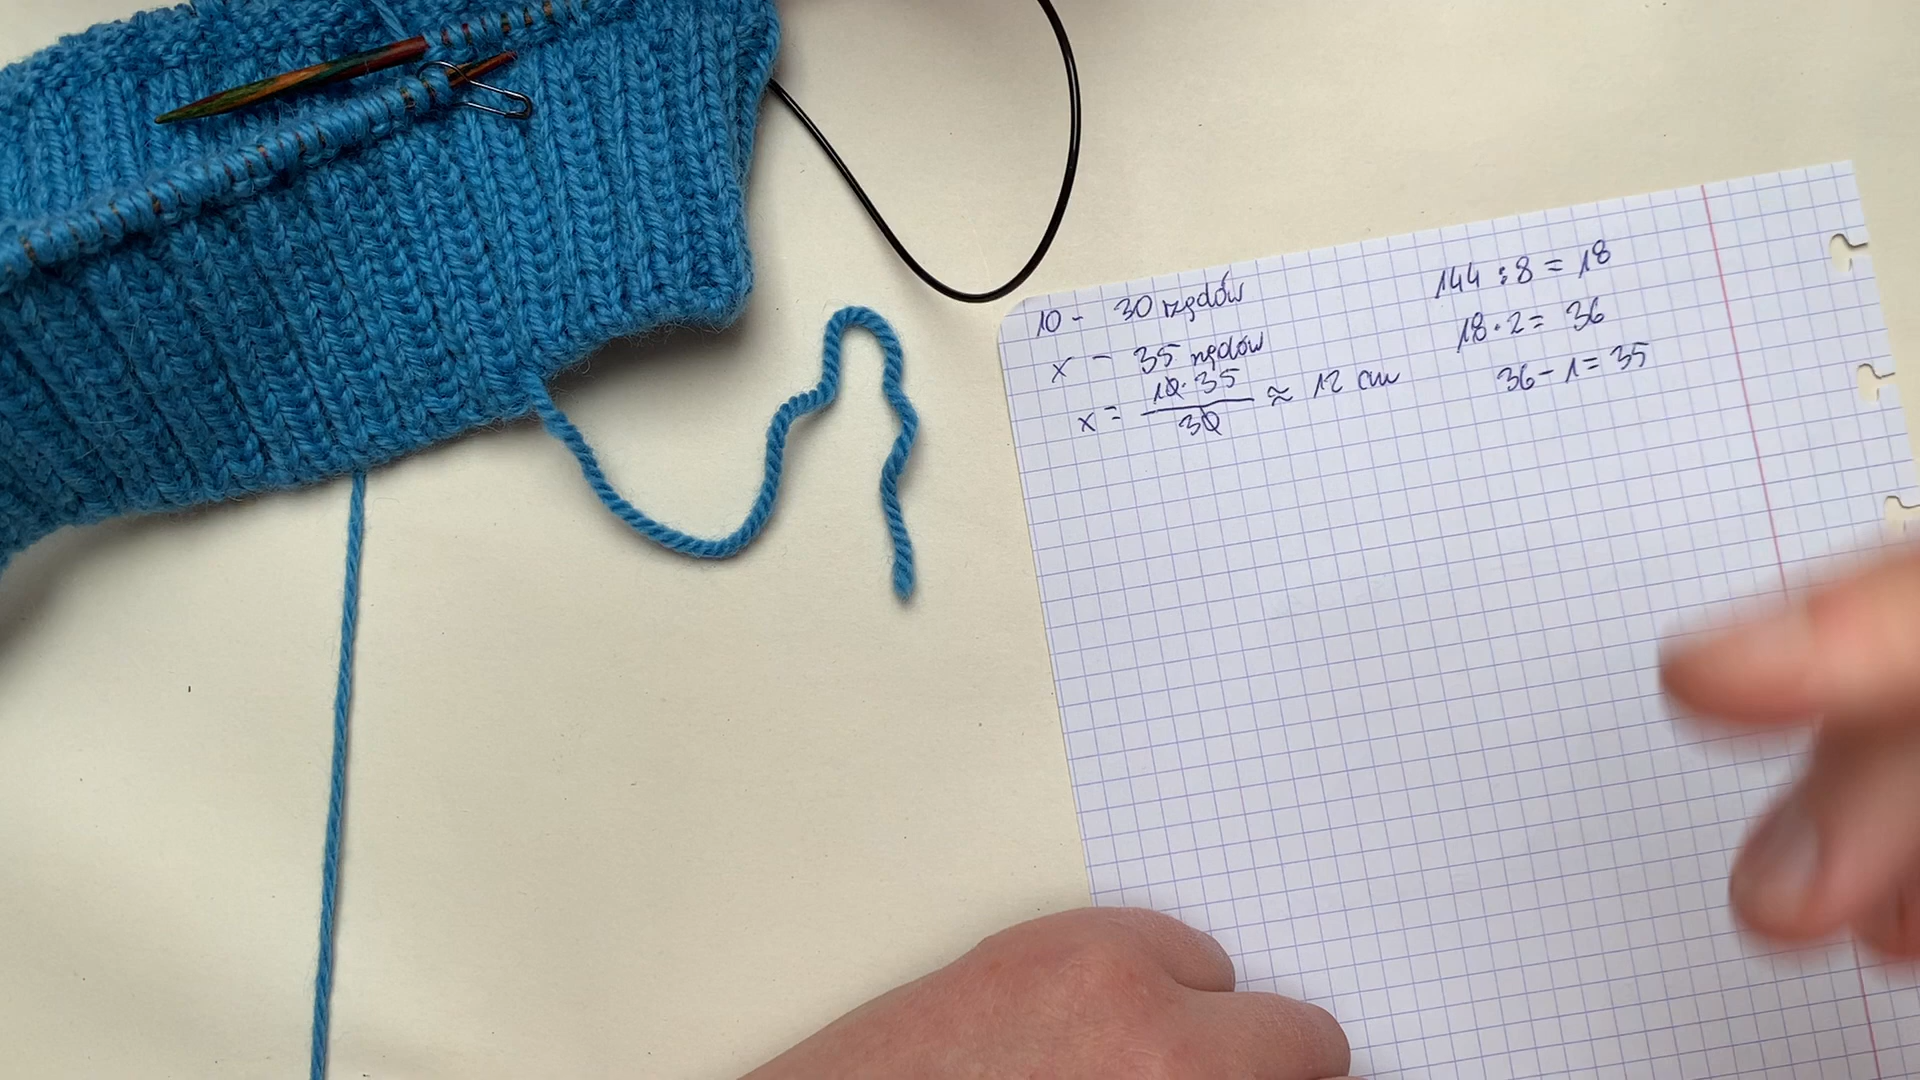 10 - 30 rzędów
x - 35 rzędów
x = 10·35 / 30 ≈ 12 cm
144 : 8 = 18
18·2 = 36
36 - 1 = 35